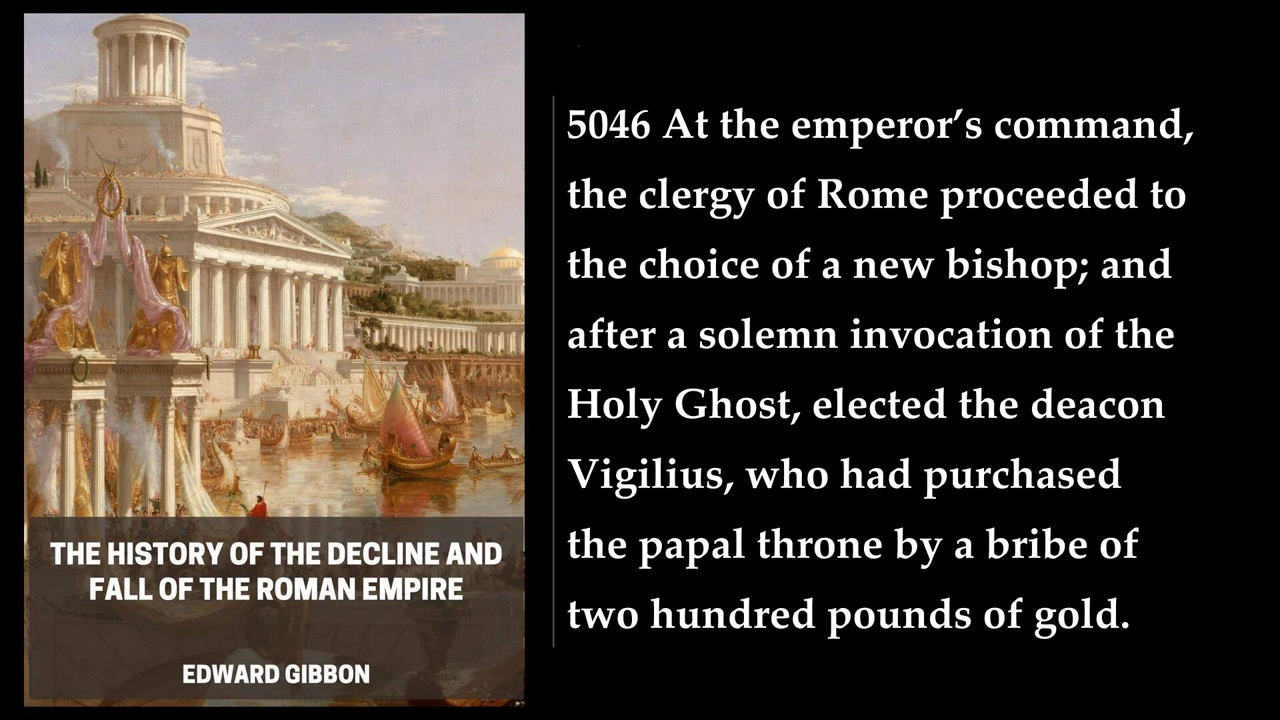 THE HISTORY OF THE DECLINE AND
FALL OF THE ROMAN EMPIRE
EDWARD GIBBON
5046 At the emperor’s command,
the clergy of Rome proceeded to
the choice of a new bishop; and
after a solemn invocation of the
Holy Ghost, elected the deacon
Vigilius, who had purchased
the papal throne by a bribe of
two hundred pounds of gold.